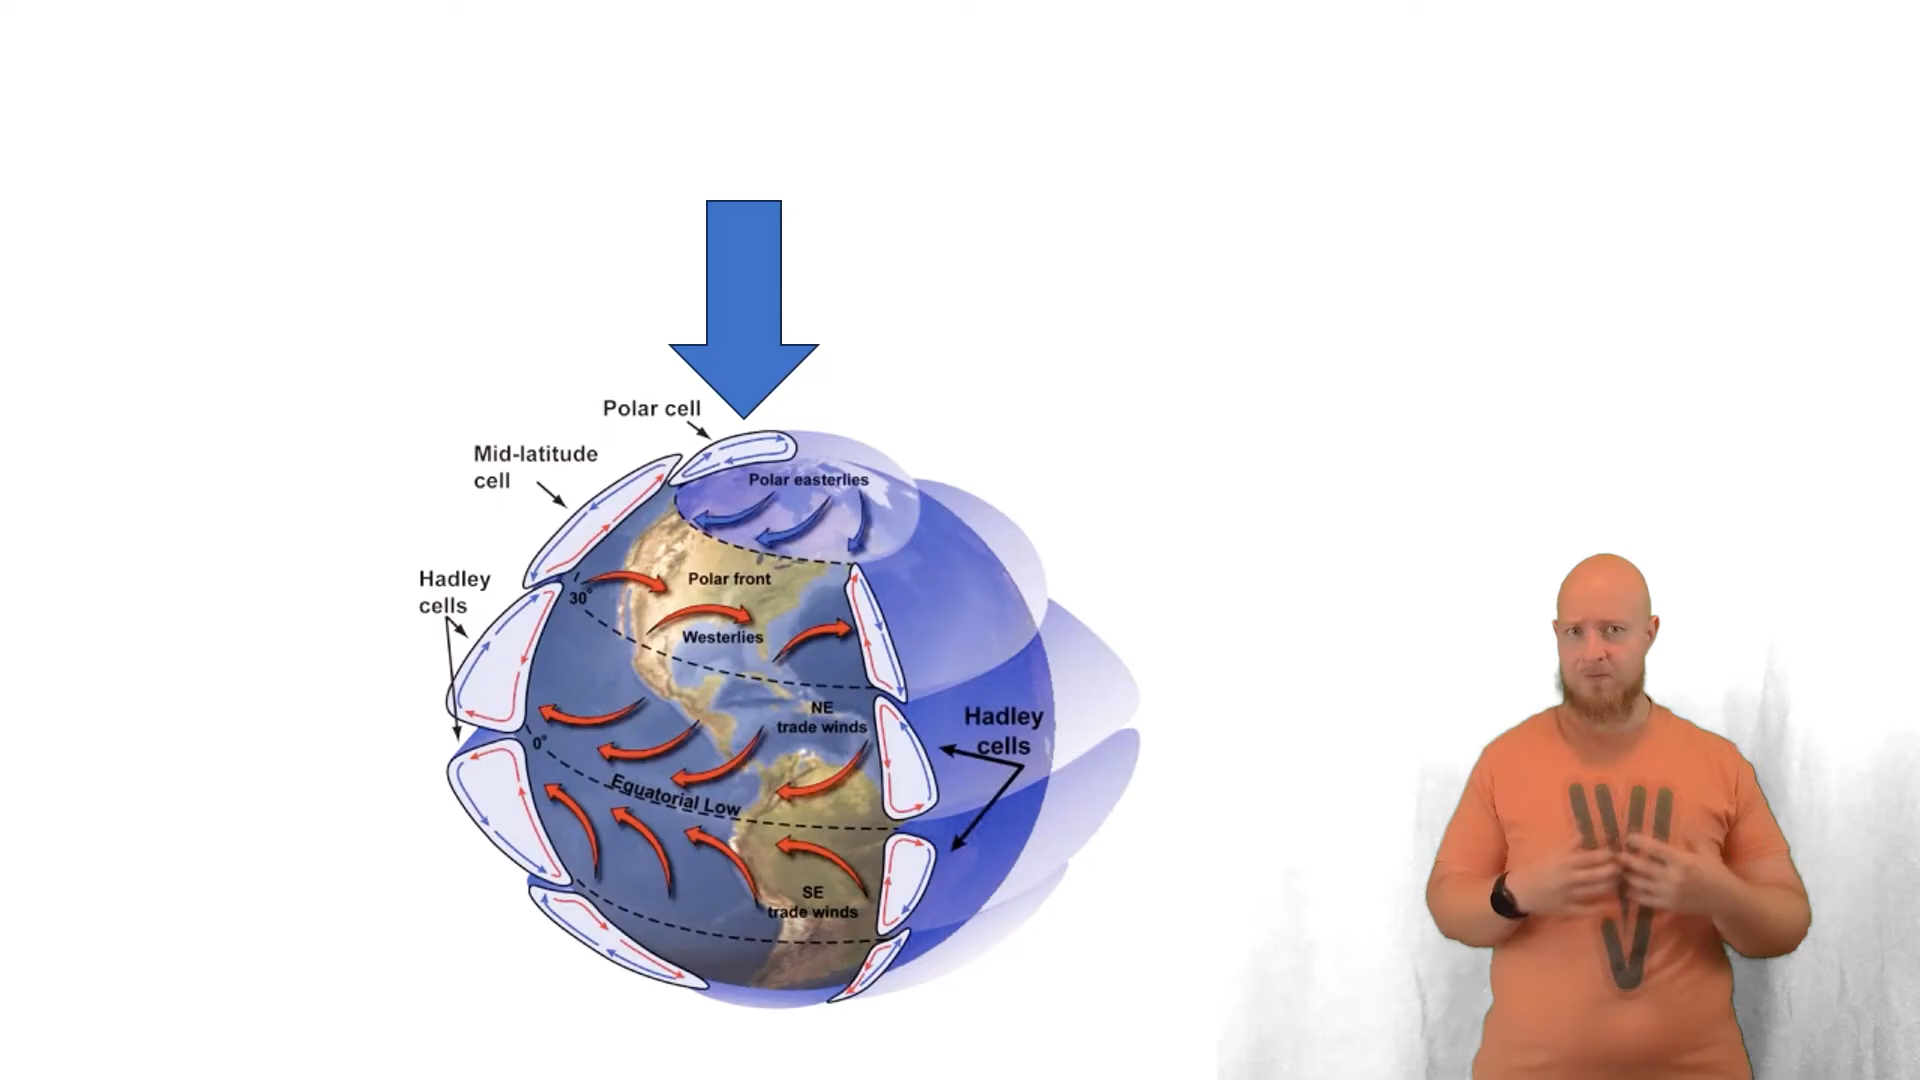 Polar cell
Mid-latitude
cell
Polar easterlies
Hadley
cells
30°
Polar front
Westerlies
NE
trade winds
Hadley
cells
0°
Equatorial Low
SE
trade winds